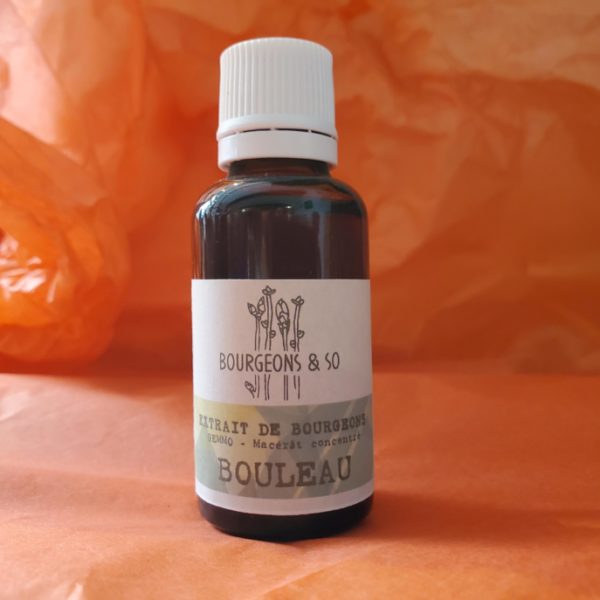 BOURGEONS & SO
EXTRAIT DE BOURGEONS
GEMMO - Macérât concentré
BOULEAU